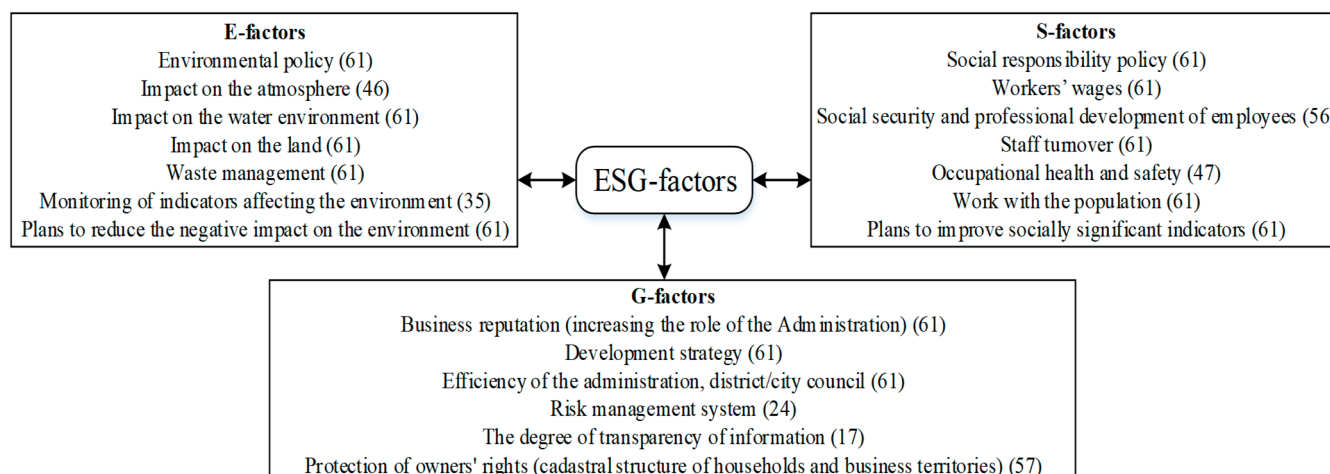 E-factors
Environmental policy (61)
Impact on the atmosphere (46)
Impact on the water environment (61)
Impact on the land (61)
Waste management (61)
Monitoring of indicators affecting the environment (35)
Plans to reduce the negative impact on the environment (61)
ESG-factors
S-factors
Social responsibility policy (61)
Workers' wages (61)
Social security and professional development of employees (56
Staff turnover (61)
Occupational health and safety (47)
Work with the population (61)
Plans to improve socially significant indicators (61)
G-factors
Business reputation (increasing the role of the Administration) (61)
Development strategy (61)
Efficiency of the administration, district/city council (61)
Risk management system (24)
The degree of transparency of information (17)
Protection of owners' rights (cadastral structure of households and business territories) (57)